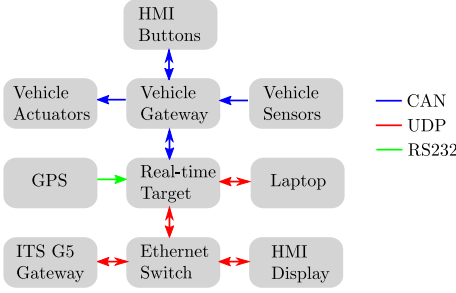 HMI
Buttons
Vehicle
Actuators
Vehicle
Gateway
Vehicle
Sensors
CAN
UDP
RS232
GPS
Real-time
Target
Laptop
ITS G5
Gateway
Ethernet
Switch
HMI
Display